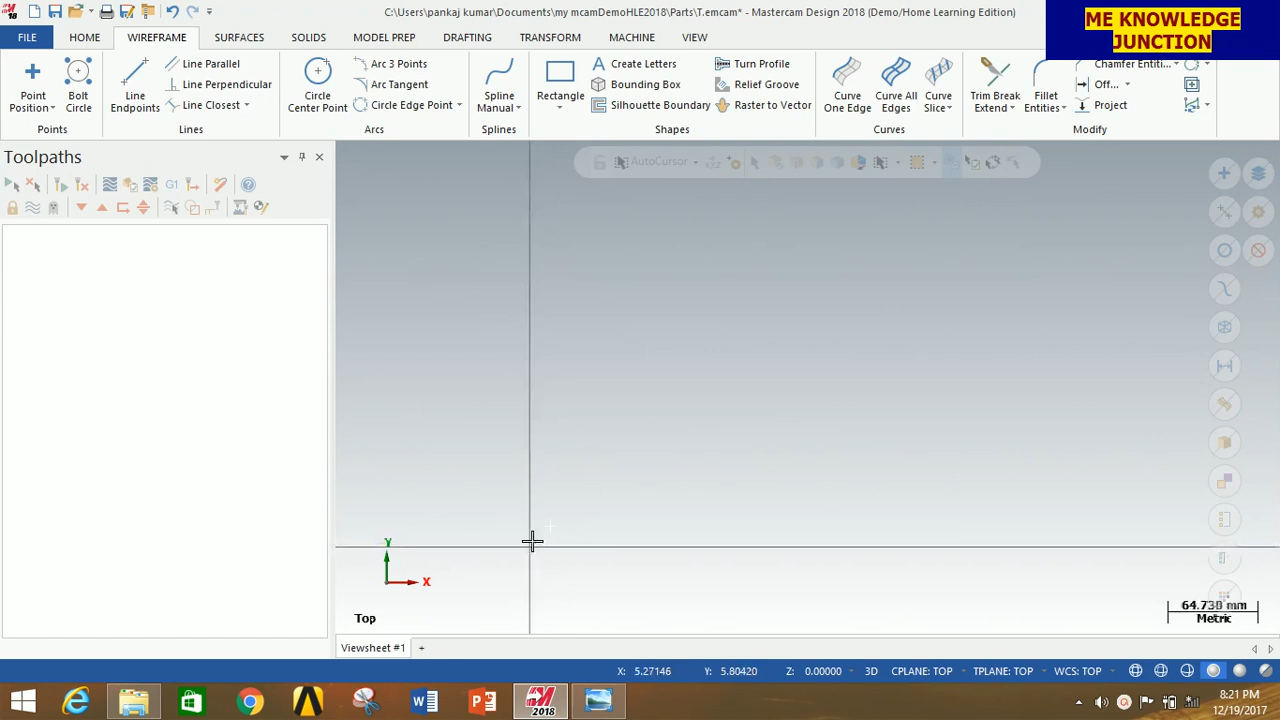 C:\Users\pankaj kumar\Documents\my mcamDemoHLE2018\Parts\T.mcam* - Mastercam Design 2018 (Demo/Home Learning Edition)
ME KNOWLEDGE
JUNCTION
FILE HOME WIREFRAME SURFACES SOLIDS MODEL PREP DRAFTING TRANSFORM MACHINE VIEW
Point
Position
Bolt
Circle
Points
Line
Endpoints
Line Parallel
Line Perpendicular
Line Closest
Lines
Circle
Center Point
Arc 3 Points
Arc Tangent
Circle Edge Point
Arcs
Spline
Manual
Splines
Rectangle
Create Letters
Bounding Box
Silhouette Boundary
Turn Profile
Relief Groove
Raster to Vector
Shapes
Curve
One Edge
Curve All
Edges
Curve
Slice
Curves
Trim Break
Extend
Fillet
Entities
Chamfer Entiti...
Off...
Project
Modify
Toolpaths
G1
AutoCursor
Y
X
Top
64.738 mm
Metric
Viewsheet #1
X: 5.27146 Y: 5.80420 Z: 0.00000 3D CPLANE: TOP TPLANE: TOP WCS: TOP
2018
8:21 PM
12/19/2017